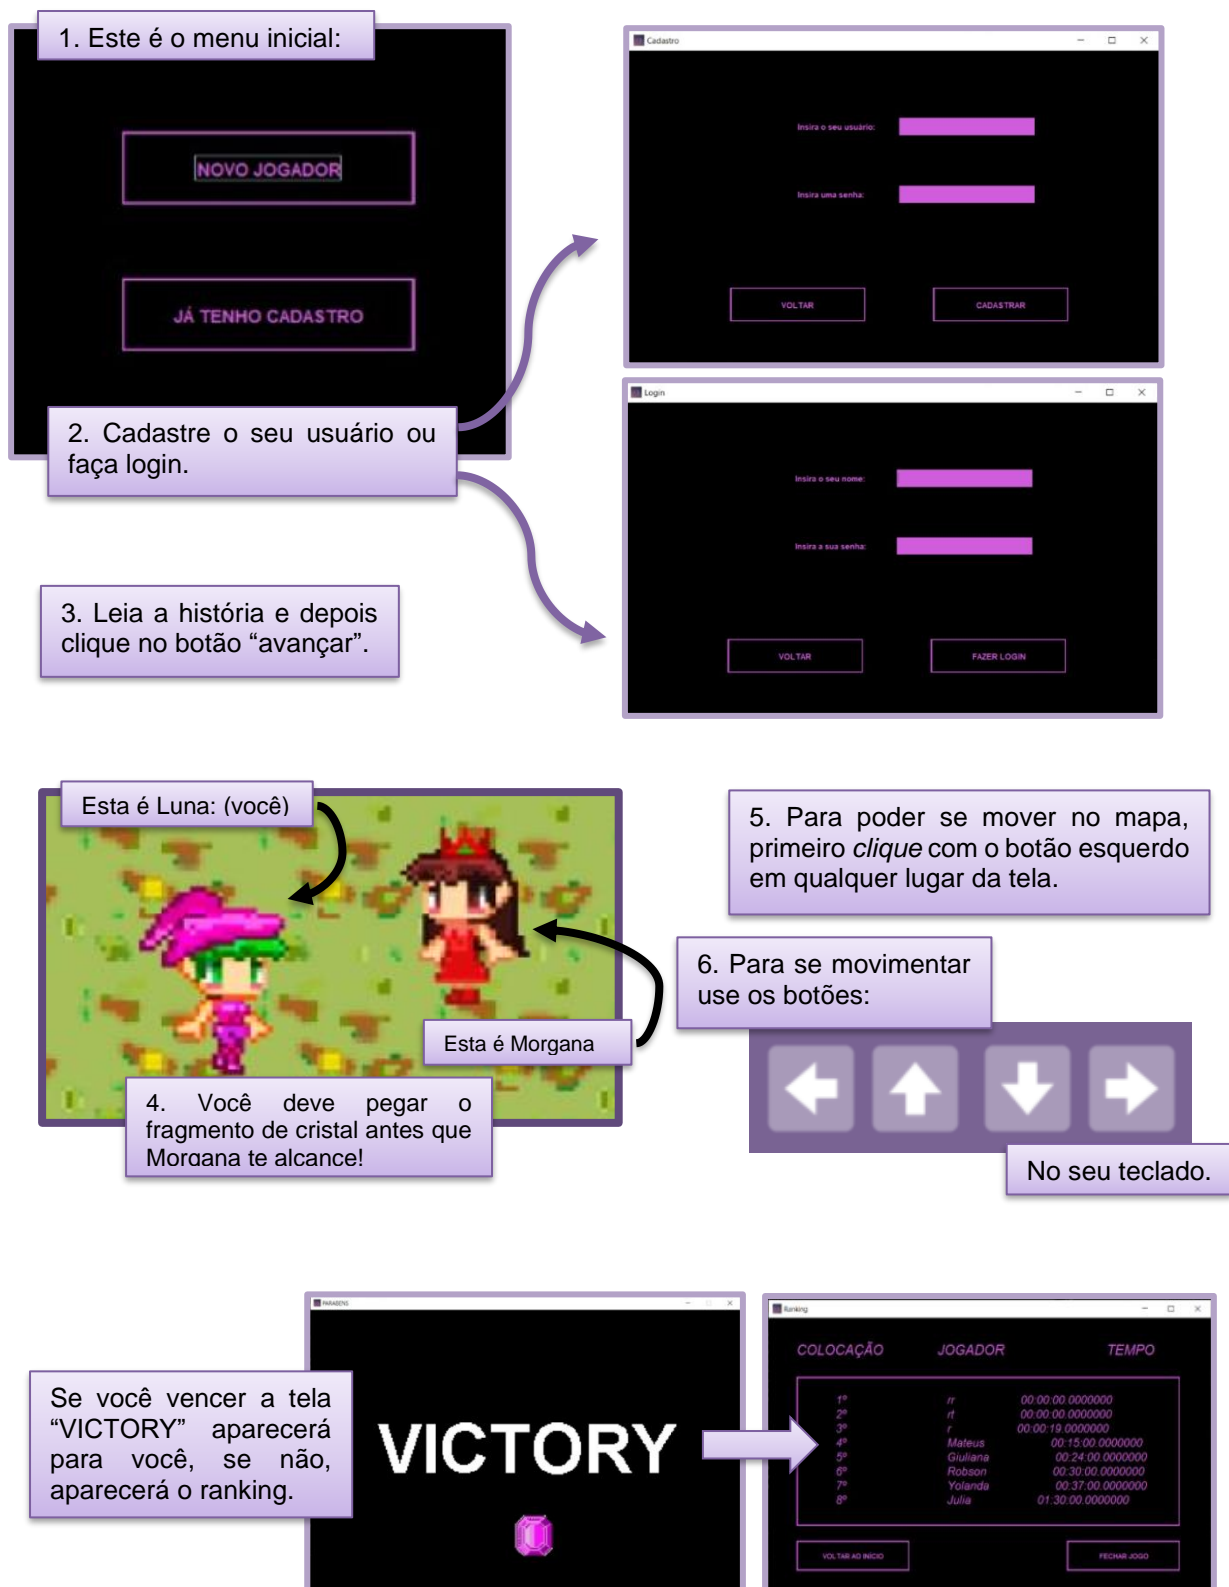 1. Este é o menu inicial:
NOVO JOGADOR
JÁ TENHO CADASTRO
2. Cadastre o seu usuário ou
faça login.
Cadastro
Insira o seu usuário:
Insira uma senha:
VOLTAR
CADASTRAR
Login
Insira o seu nome:
Insira a sua senha:
VOLTAR
FAZER LOGIN
3. Leia a história e depois
clique no botão “avançar”.
Esta é Luna: (você)
Esta é Morgana
4. Você deve pegar o
fragmento de cristal antes que
Morgana te alcance!
5. Para poder se mover no mapa,
primeiro clique com o botão esquerdo
em qualquer lugar da tela.
6. Para se movimentar
use os botões:
No seu teclado.
Se você vencer a tela
“VICTORY” aparecerá
para você, se não,
aparecerá o ranking.
PARABENS
VICTORY
Ranking
COLOCAÇÃO JOGADOR TEMPO
1º rr 00:00:00.0000000
2º rt 00:00:00.0000000
3º r 00:00:19.0000000
4º Mateus 00:15:00.0000000
5º Giuliana 00:24:00.0000000
6º Robson 00:30:00.0000000
7º Yolanda 00:37:00.0000000
8º Julia 01:30:00.0000000
VOLTAR AO INÍCIO
FECHAR JOGO